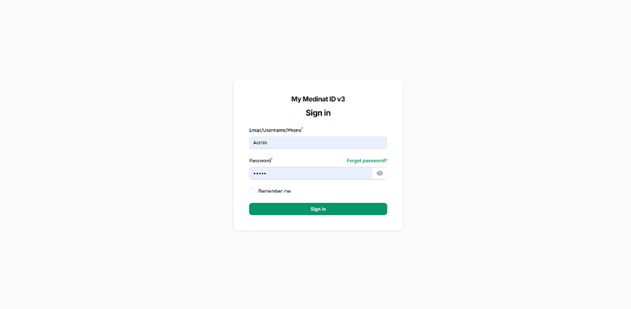 My Medinat ID v3
Sign in
Email/Username/Phone*
Admin
Password*
Forgot password?
•••••
Remember me
Sign in